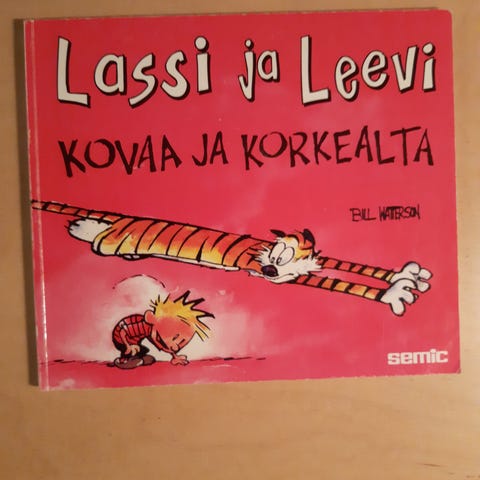 Lassi ja Leevi
KOVAA JA KORKEALTA
BILL WATTERSON
semic